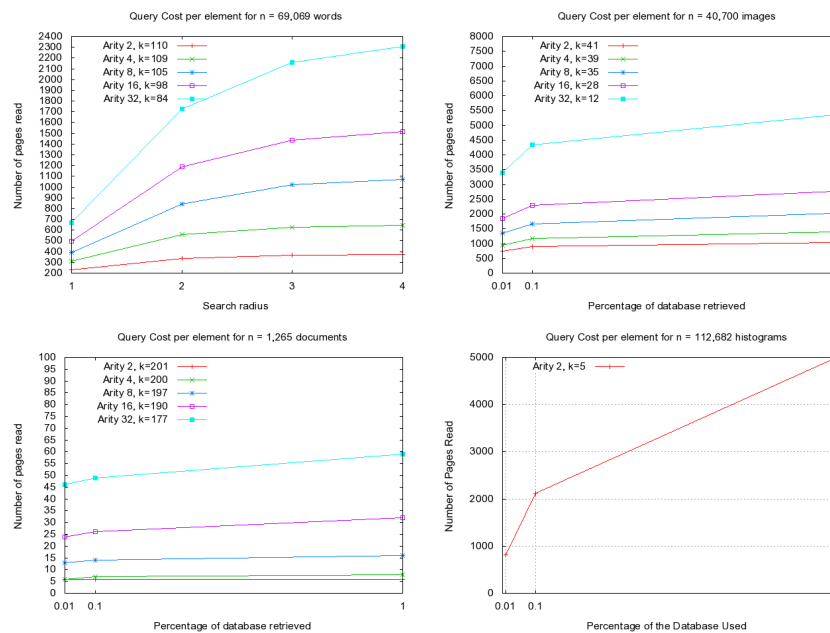 Query Cost per element for n = 69,069 words
Number of pages read
2400
2300
2200
2100
2000
1900
1800
1700
1600
1500
1400
1300
1200
1100
1000
900
800
700
600
500
400
300
200
Arity 2, k=110
Arity 4, k=109
Arity 8, k=105
Arity 16, k=98
Arity 32, k=84
1 2 3 4
Search radius
Query Cost per element for n = 40,700 images
Number of pages read
8000
7500
7000
6500
6000
5500
5000
4500
4000
3500
3000
2500
2000
1500
1000
500
0
Arity 2, k=41
Arity 4, k=39
Arity 8, k=35
Arity 16, k=28
Arity 32, k=12
0.01 0.1
Percentage of database retrieved
Query Cost per element for n = 1,265 documents
Number of pages read
100
95
90
85
80
75
70
65
60
55
50
45
40
35
30
25
20
15
10
5
0
Arity 2, k=201
Arity 4, k=200
Arity 8, k=197
Arity 16, k=190
Arity 32, k=177
0.01 0.1 1
Percentage of database retrieved
Query Cost per element for n = 112,682 histograms
Number of Pages Read
5000
4000
3000
2000
1000
0
Arity 2, k=5
0.01 0.1
Percentage of the Database Used